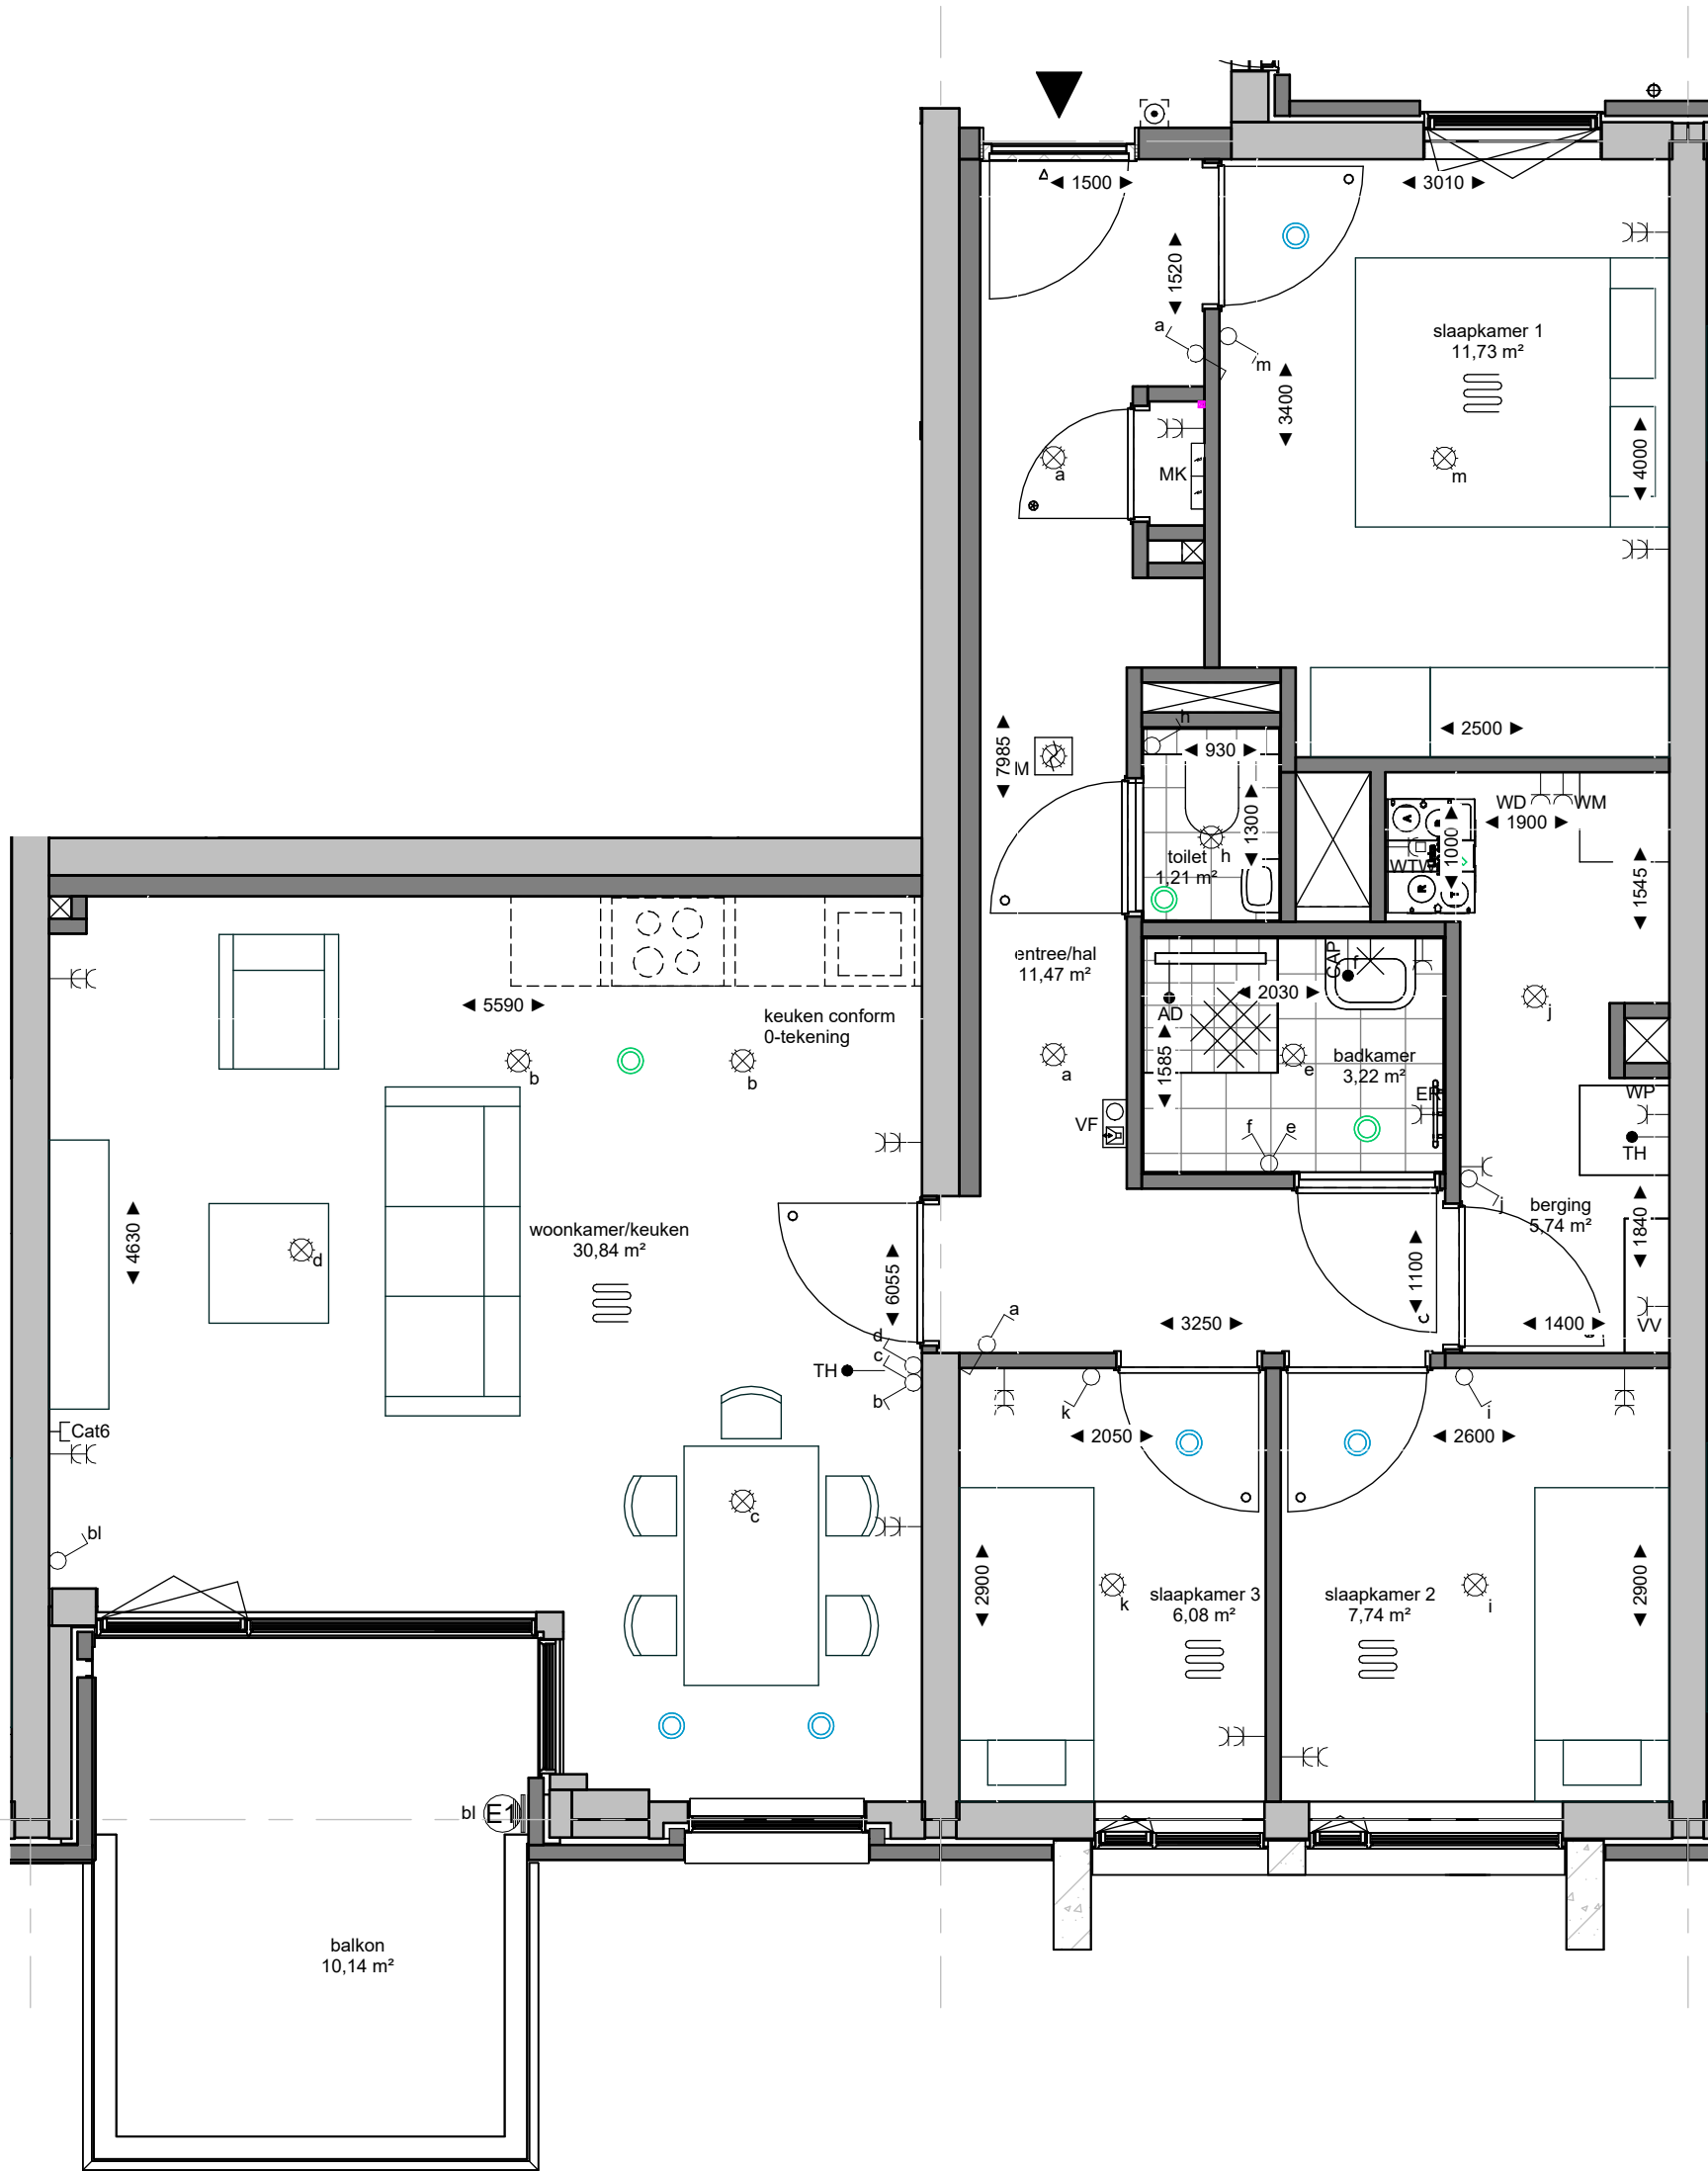 1500
3010
1520
a
m
slaapkamer 1
11,73 m²
3400
4000
a
MK
m
7985
M
h
930
2500
1300
h
toilet
1,21 m²
WD
WM
1900
1000
WTW
A
R
T
1545
entree/hal
11,47 m²
CAP
f
2030
AD
1585
e
badkamer
3,22 m²
j
5590
keuken conform
0-tekening
b
b
a
VF
f
e
WP
TH
4630
d
woonkamer/keuken
30,84 m²
6055
j
berging
5,74 m²
1840
1100
c
3250
1400
VV
a
d
c
TH
b
k
i
2050
2600
Cat6
bl
c
2900
k
slaapkamer 3
6,08 m²
slaapkamer 2
7,74 m²
i
2900
bl
E1
balkon
10,14 m²